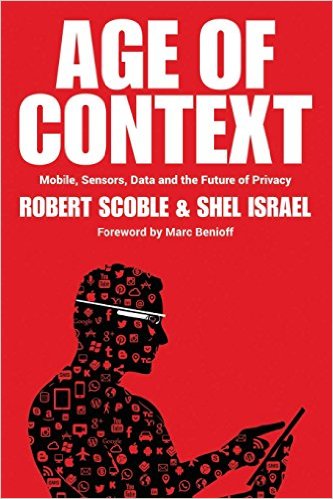 AGE OF
CONTEXT
Mobile, Sensors, Data and the Future of Privacy
ROBERT SCOBLE & SHEL ISRAEL
Foreword by Marc Benioff